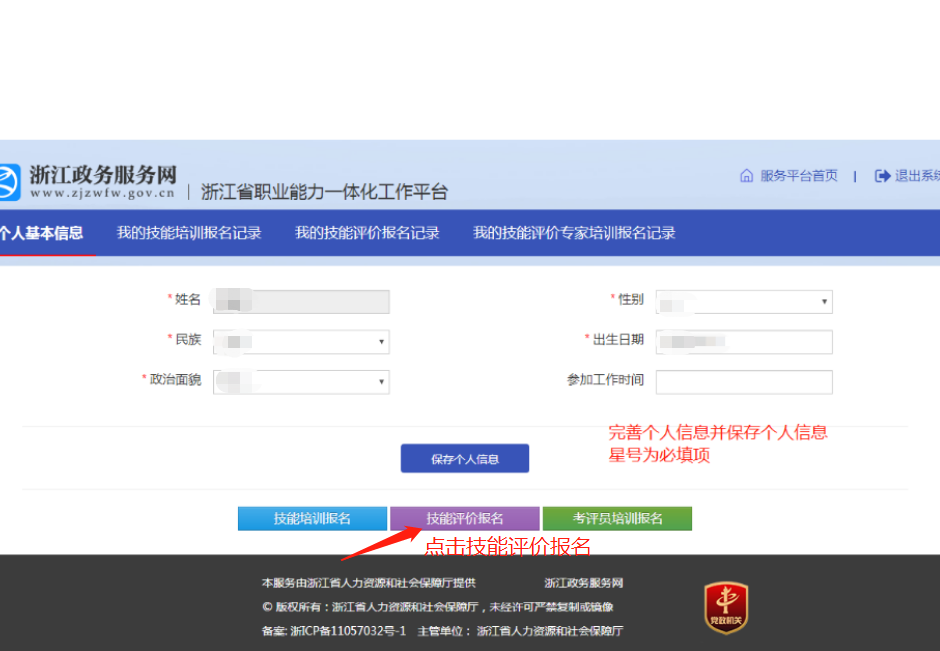 浙江政务服务网
www.zjzwfw.gov.cn | 浙江省职业能力一体化工作平台
服务平台首页 | 退出系统
个人基本信息 我的技能培训报名记录 我的技能评价报名记录 我的技能评价专家培训报名记录
*姓名 *性别
*民族 *出生日期
*政治面貌 参加工作时间
完善个人信息并保存个人信息
星号为必填项
保存个人信息
技能培训报名 技能评价报名 考评员培训报名
点击技能评价报名
本服务由浙江省人力资源和社会保障厅提供 浙江政务服务网
© 版权所有：浙江省人力资源和社会保障厅，未经许可严禁复制或镜像
备案: 浙ICP备11057032号-1 主管单位： 浙江省人力资源和社会保障厅
党政机关